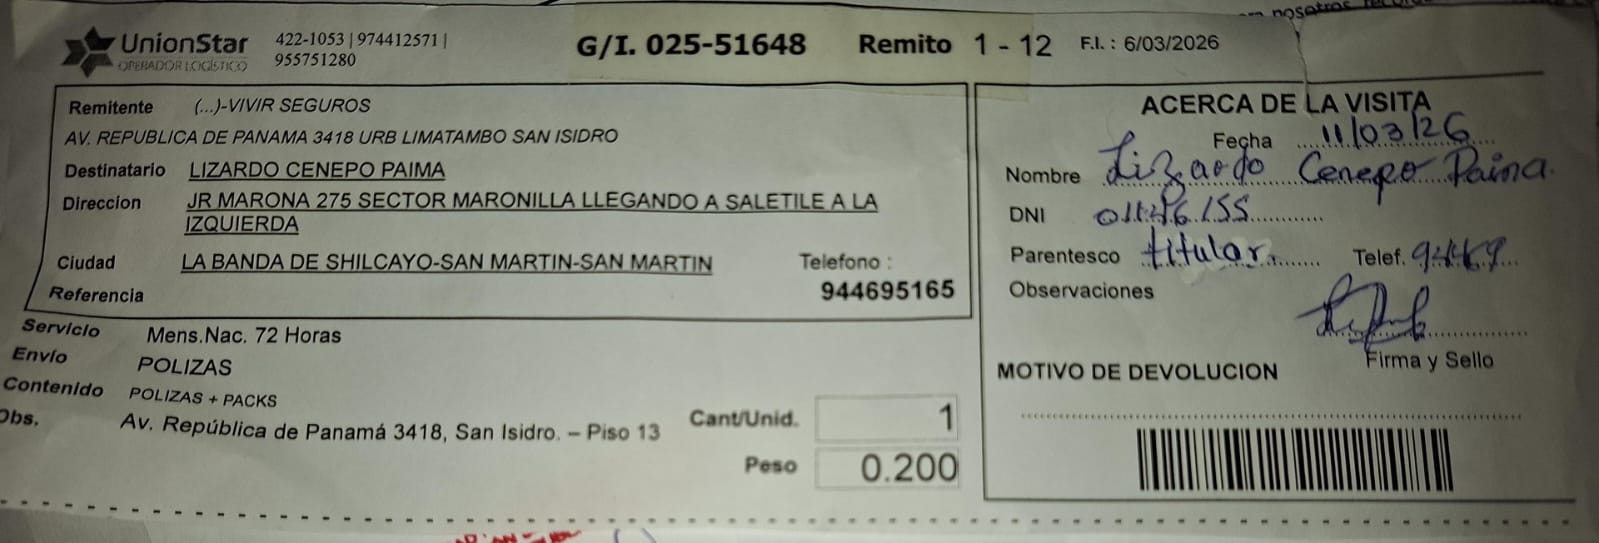 UnionStar
OPERADOR LOGÍSTICO
422-1053 | 974412571 |
955751280
G/I. 025-51648 Remito 1 - 12 F.I. : 6/03/2026
Remitente (...)-VIVIR SEGUROS
AV. REPUBLICA DE PANAMA 3418 URB LIMATAMBO SAN ISIDRO
Destinatario LIZARDO CENEPO PAIMA
Direccion JR MARONA 275 SECTOR MARONILLA LLEGANDO A SALETILE A LA
IZQUIERDA
Ciudad LA BANDA DE SHILCAYO-SAN MARTIN-SAN MARTIN
Telefono :
Referencia 944695165
Servicio Mens.Nac. 72 Horas
Envío POLIZAS
Contenido POLIZAS + PACKS
Obs. Av. República de Panamá 3418, San Isidro. – Piso 13
Cant/Unid. 1
Peso 0.200
ACERCA DE LA VISITA
Fecha 11/03/26
Nombre Lizardo Cenepo Paima.
DNI
Parentesco titular. Telef. 94469
Observaciones
Firma y Sello
MOTIVO DE DEVOLUCION